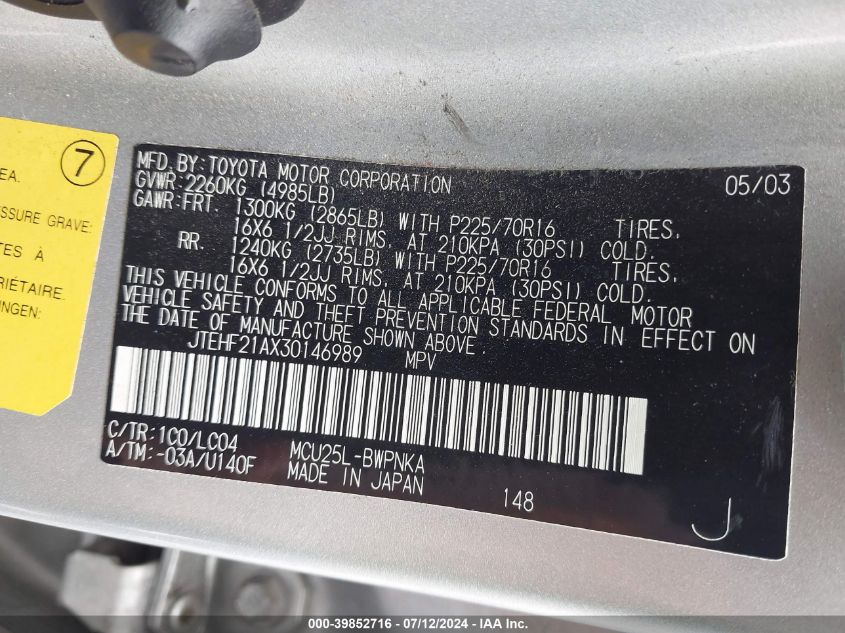 7
EA.
ESSURE GRAVE:
TES À
PRIÉTAIRE.
INGEN:
MFD. BY: TOYOTA MOTOR CORPORATION 05/03
GVWR: 2260KG (4985LB)
GAWR: FRT. 1300KG (2865LB) WITH P225/70R16 TIRES,
16X6 1/2JJ RIMS, AT 210KPA (30PSI) COLD.
RR. 1240KG (2735LB) WITH P225/70R16 TIRES,
16X6 1/2JJ RIMS, AT 210KPA (30PSI) COLD.
THIS VEHICLE CONFORMS TO ALL APPLICABLE FEDERAL MOTOR
VEHICLE SAFETY AND THEFT PREVENTION STANDARDS IN EFFECT ON
THE DATE OF MANUFACTURE SHOWN ABOVE.
JTEHF21AX30146989 MPV
C/TR: 1C0/LC04 MCU25L-BWPNKA
A/TM: -03A/U140F MADE IN JAPAN 148 J
000-39852716 - 07/12/2024 - IAA Inc.